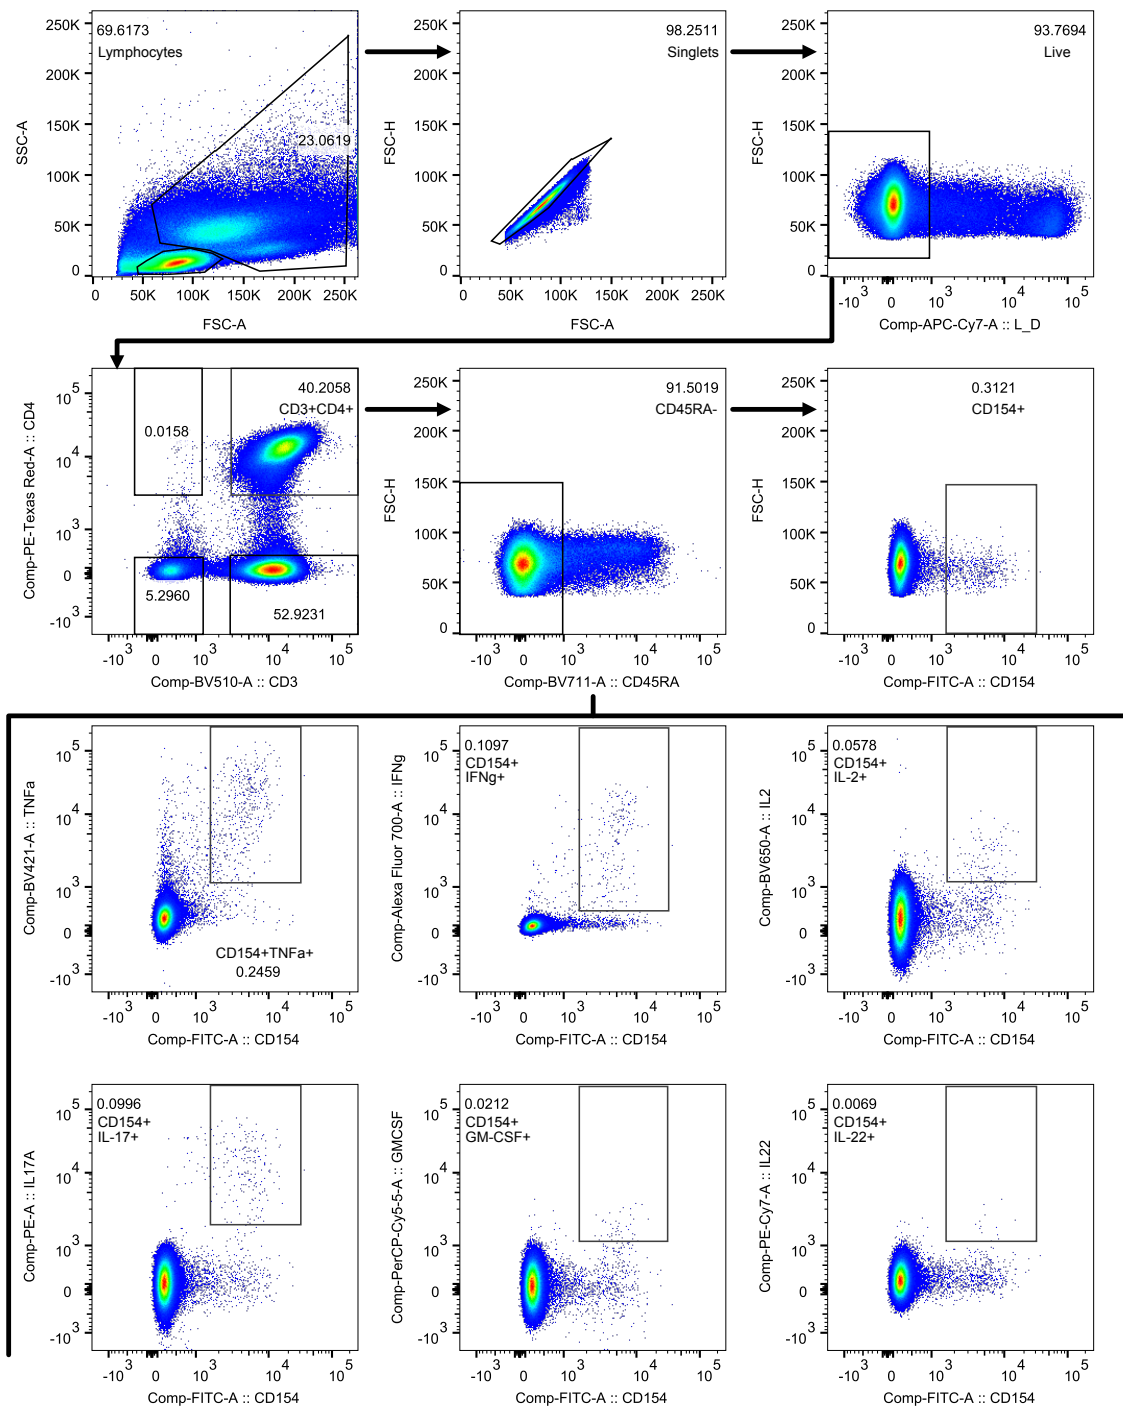 250K
200K
150K
100K
50K
0
SSC-A
69.6173
Lymphocytes
23.0619
0 50K 150K 200K 250K
FSC-A
250K
200K
150K
100K
50K
0
FSC-H
98.2511
Singlets
0 50K 100K 150K 200K 250K
FSC-A
250K
200K
150K
100K
50K
0
FSC-H
93.7694
Live
-10 3 0 10 3 10 4 10 5
Comp-APC-Cy7-A :: L_D
10 5
10 4
10 3
0
-10 3
Comp-PE-Texas Red-A :: CD4
40.2058
CD3+CD4+
0.0158
5.2960
52.9231
-10 3 0 10 3 10 4 10 5
Comp-BV510-A :: CD3
250K
200K
150K
100K
50K
0
FSC-H
91.5019
CD45RA-
-10 3 0 10 3 10 4 10 5
Comp-BV711-A :: CD45RA
250K
200K
150K
100K
50K
0
FSC-H
0.3121
CD154+
-10 3 0 10 3 10 4 10 5
Comp-FITC-A :: CD154
10 5
10 4
10 3
0
-10 3
Comp-BV421-A :: TNFa
CD154+TNFa+
0.2459
-10 3 0 10 3 10 4 10 5
Comp-FITC-A :: CD154
10 5
10 4
10 3
0
-10 3
Comp-Alexa Fluor 700-A :: IFNg
0.1097
CD154+
IFNg+
-10 3 0 10 3 10 4 10 5
Comp-FITC-A :: CD154
10 5
10 4
10 3
0
-10 3
Comp-BV650-A :: IL2
0.0578
CD154+
IL-2+
-10 3 0 10 3 10 4 10 5
Comp-FITC-A :: CD154
10 5
10 4
10 3
0
-10 3
Comp-PE-A :: IL17A
0.0996
CD154+
IL-17+
-10 3 0 10 3 10 4 10 5
Comp-FITC-A :: CD154
10 5
10 4
10 3
0
-10 3
Comp-PerCP-Cy5-5-A :: GMCSF
0.0212
CD154+
GM-CSF+
-10 3 0 10 3 10 4 10 5
Comp-FITC-A :: CD154
10 5
10 4
10 3
0
-10 3
Comp-PE-Cy7-A :: IL22
0.0069
CD154+
IL-22+
-10 3 0 10 3 10 4 10 5
Comp-FITC-A :: CD154